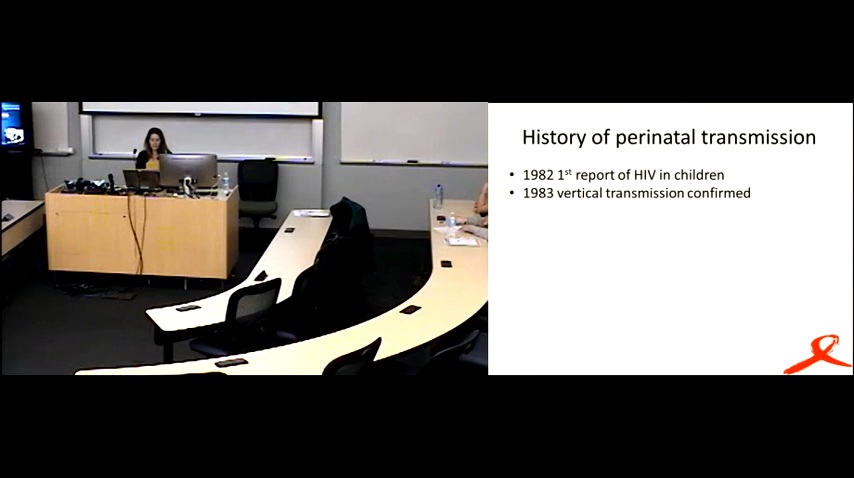 History of perinatal transmission
• 1982 1st report of HIV in children
• 1983 vertical transmission confirmed